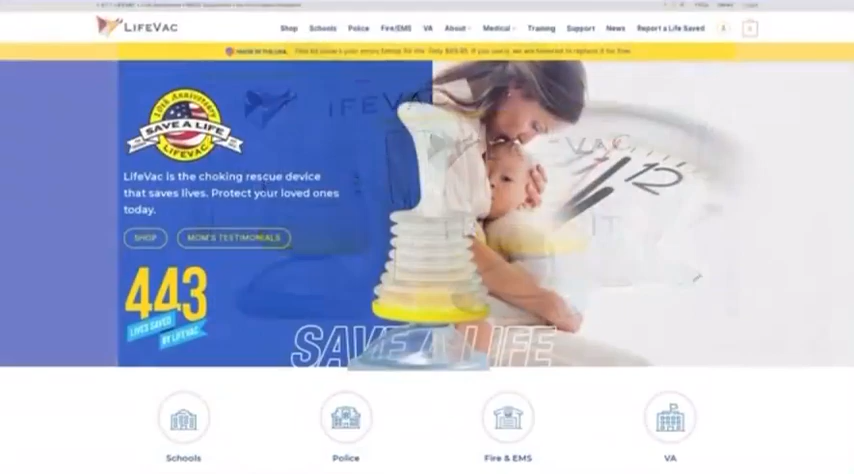 LIFEVAC
Shop Schools Police Fire/EMS VA About Medical Training Support News Report a Life Saved
10th Anniversary
SAVE A LIFE
LIFEVAC
LifeVac is the choking rescue device
that saves lives. Protect your loved ones
today.
SHOP MOM'S TESTIMONIALS
443
LIVES SAVED
BY LIFEVAC
12
SAVE A LIFE
Schools Police Fire & EMS VA